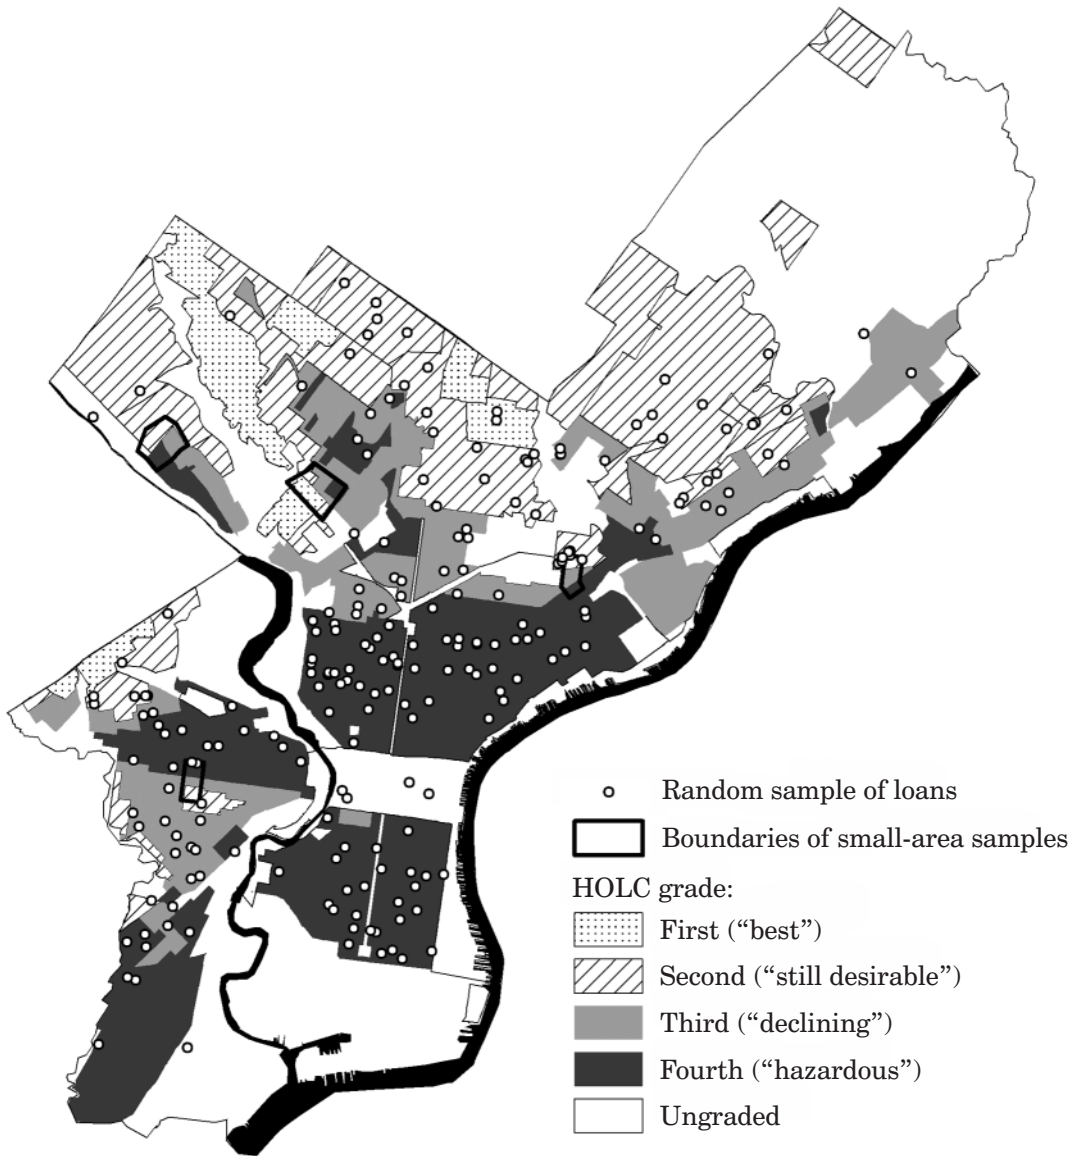 Random sample of loans
Boundaries of small-area samples
HOLC grade:
First (“best”)
Second (“still desirable”)
Third (“declining”)
Fourth (“hazardous”)
Ungraded